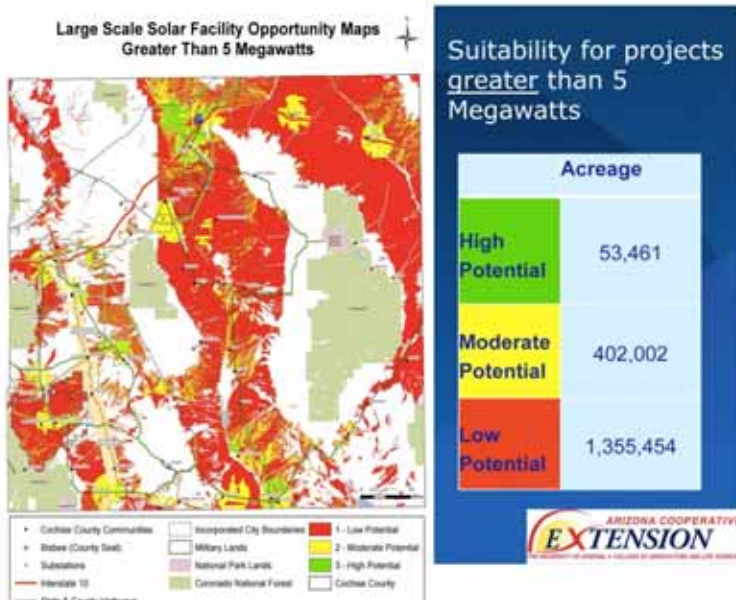 Large Scale Solar Facility Opportunity Maps
Greater Than 5 Megawatts
Suitability for projects
greater than 5
Megawatts
Acreage
High
Potential
53,461
Moderate
Potential
402,002
Low
Potential
1,355,454
Cochise County Communities
Bisbee (County Seat)
Substations
Interstate 10
State & County Highways
Incorporated City Boundaries
Military Lands
National Park Lands
Coronado National Forest
1 - Low Potential
2 - Moderate Potential
3 - High Potential
Cochise County
ARIZONA COOPERATIVE
EXTENSION